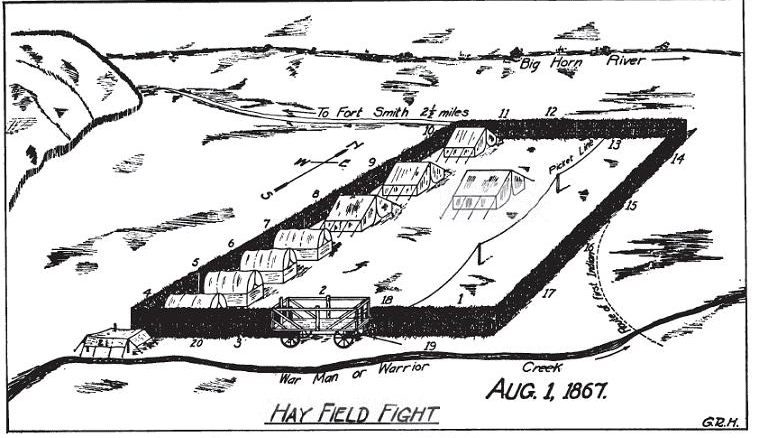 Big Horn River
To Fort Smith 2½ miles
11
12
10
13
Picket Line
14
N
W E
S
9
8
15
7
6
5
Ride of first Indians
4
2
18
1
17
20
3
19
War Man or Warrior Creek
AUG. 1, 1867.
HAY FIELD FIGHT
G.R.H.